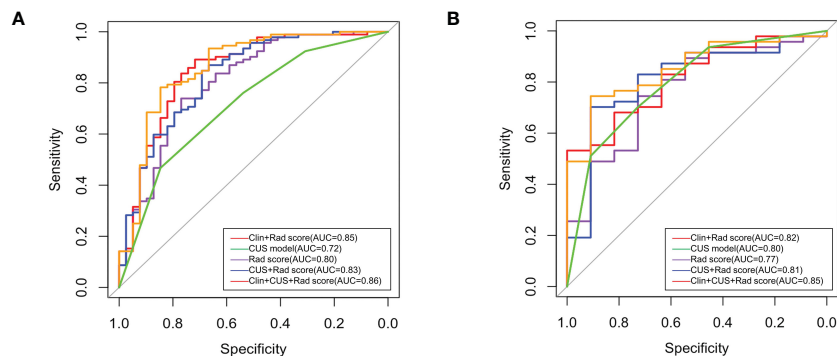 A
Sensitivity
1.0
0.8
0.6
0.4
0.2
0.0
Clin+Rad score(AUC=0.85)
CUS model(AUC=0.72)
Rad score(AUC=0.80)
CUS+Rad score(AUC=0.83)
Clin+CUS+Rad score(AUC=0.86)
1.0 0.8 0.6 0.4 0.2 0.0
Specificity
B
Sensitivity
1.0
0.8
0.6
0.4
0.2
0.0
Clin+Rad score(AUC=0.82)
CUS model(AUC=0.80)
Rad score(AUC=0.77)
CUS+Rad score(AUC=0.81)
Clin+CUS+Rad score(AUC=0.85)
1.0 0.8 0.6 0.4 0.2 0.0
Specificity